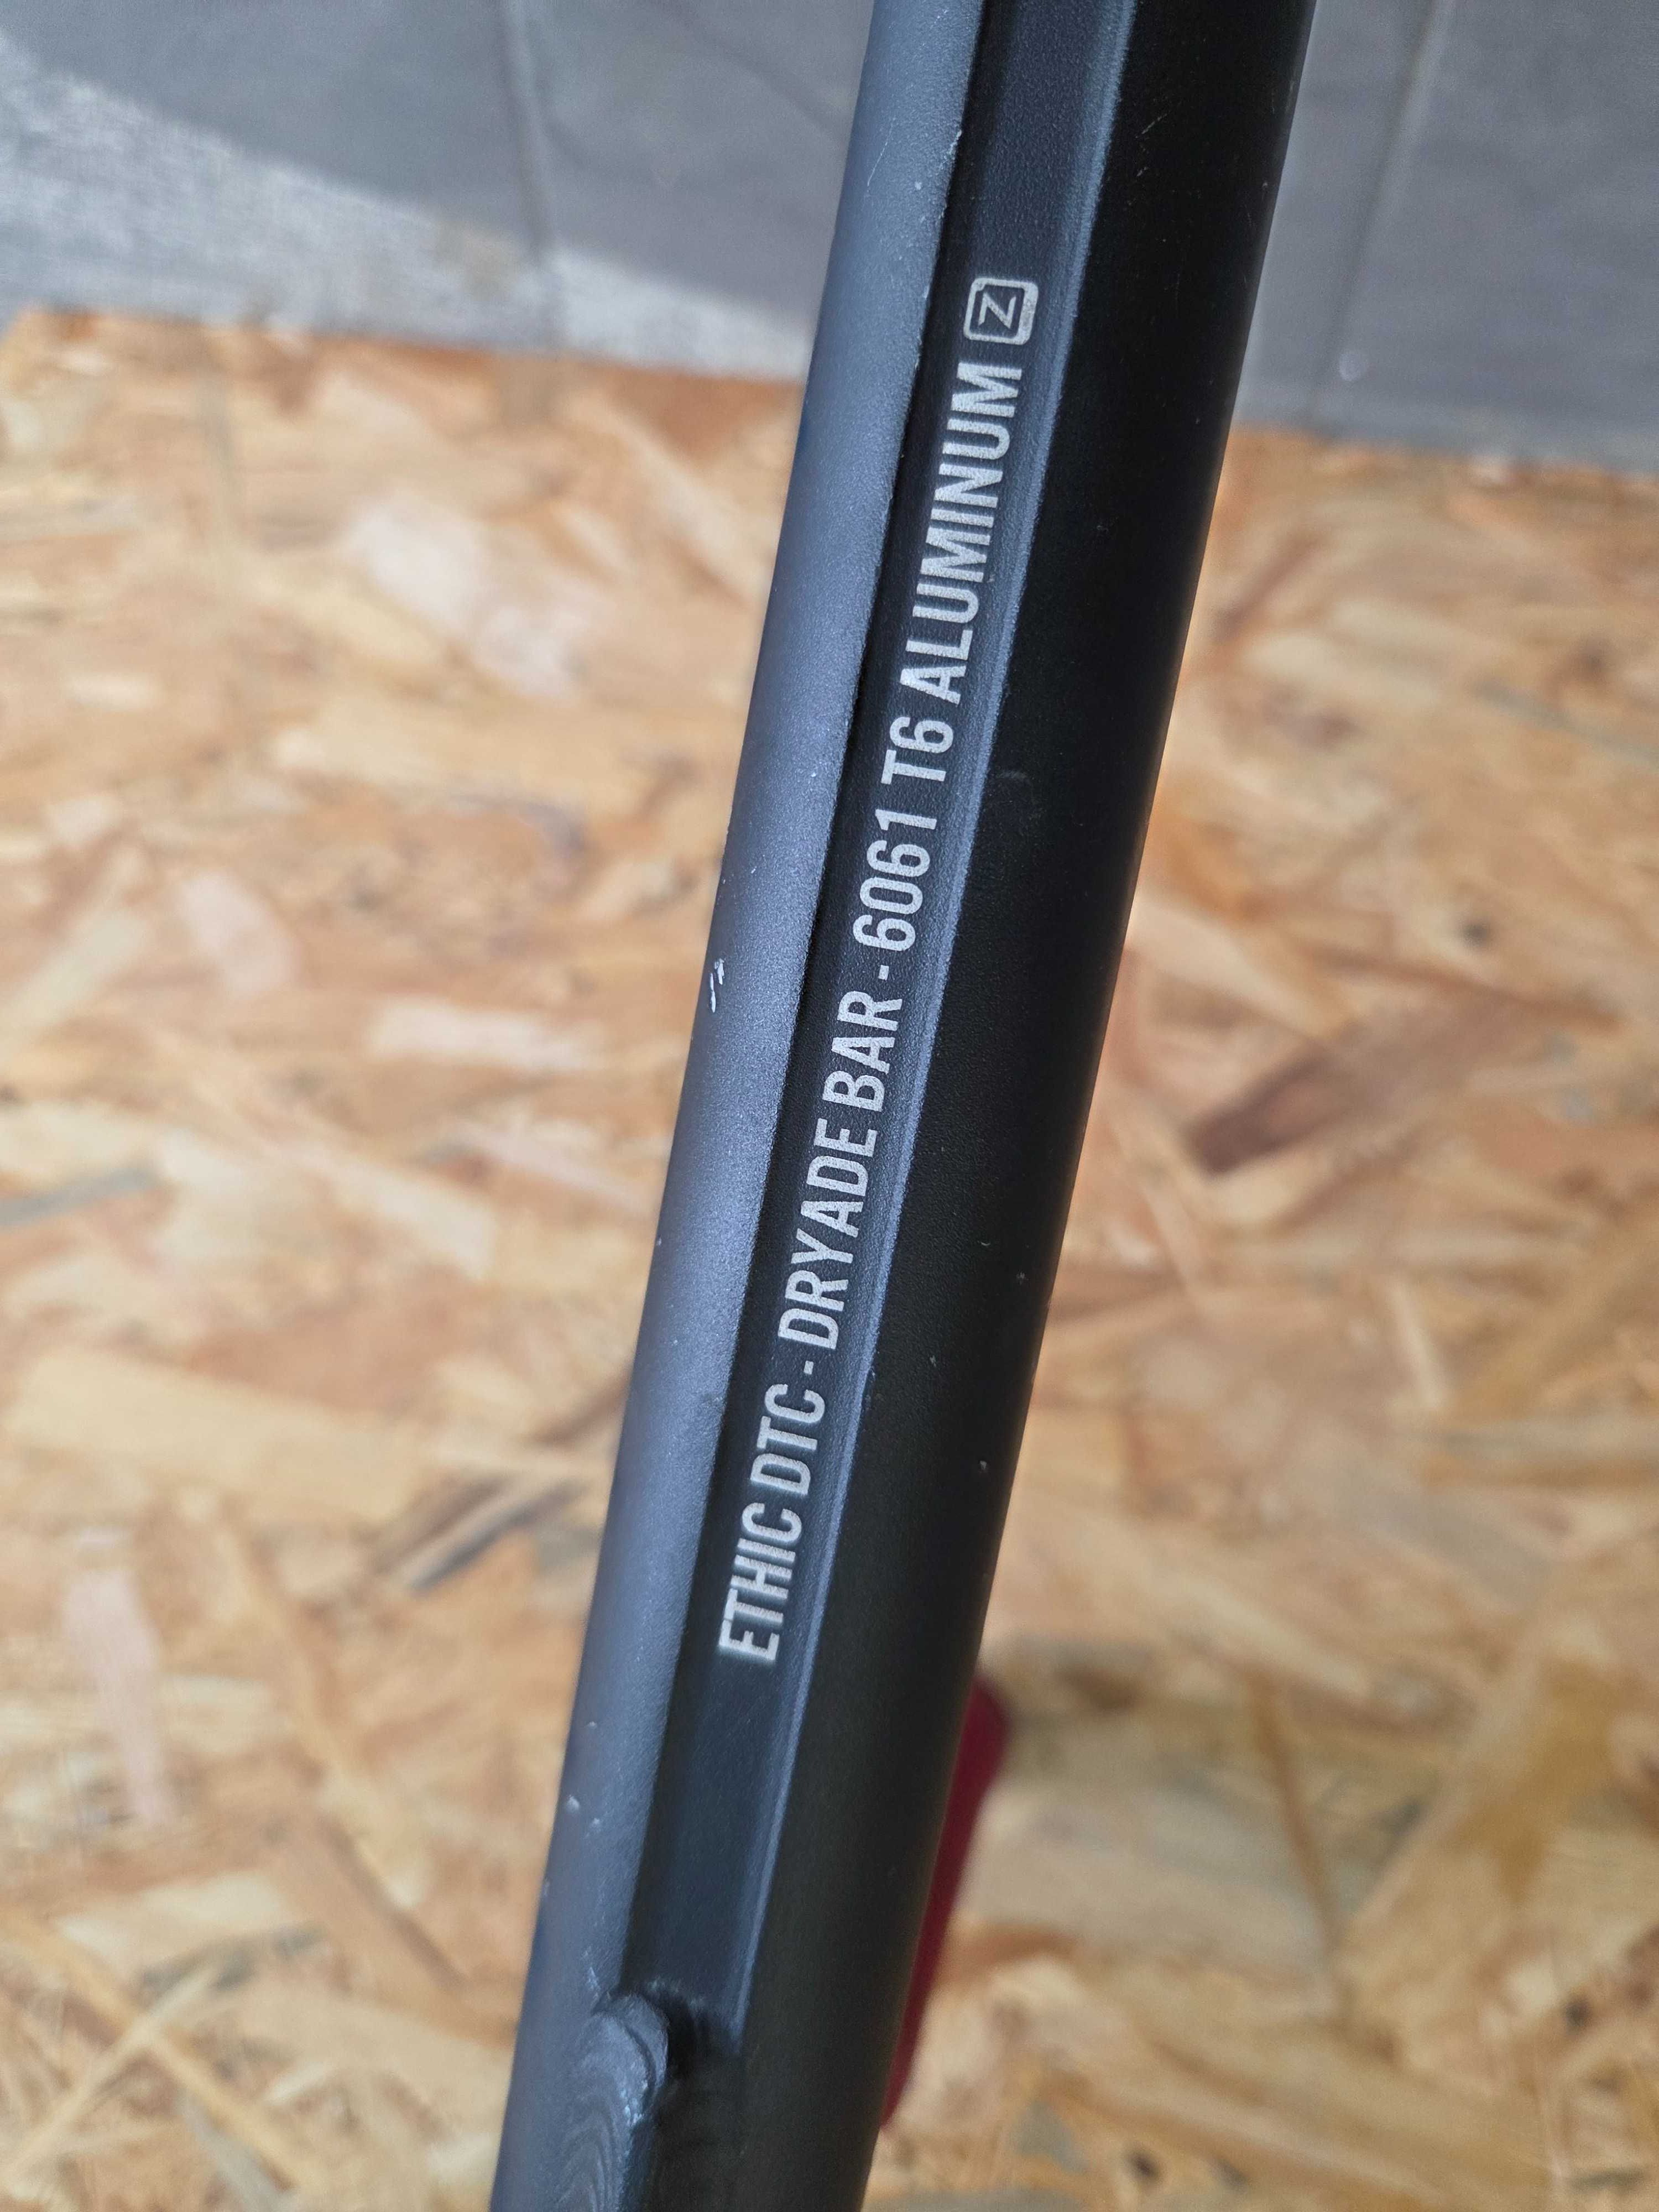 ETHIC DTC - DRYADE BAR - 6061 T6 ALUMINUM Z